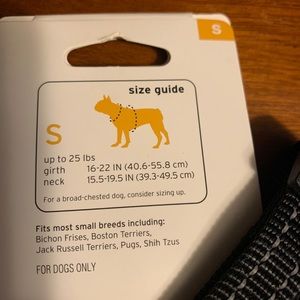 S
size guide
S
up to 25 lbs
girth 16-22 IN (40.6-55.8 cm)
neck 15.5-19.5 IN (39.3-49.5 cm)
For a broad-chested dog, consider sizing up.
Fits most small breeds including:
Bichon Frises, Boston Terriers,
Jack Russell Terriers, Pugs, Shih Tzus
FOR DOGS ONLY